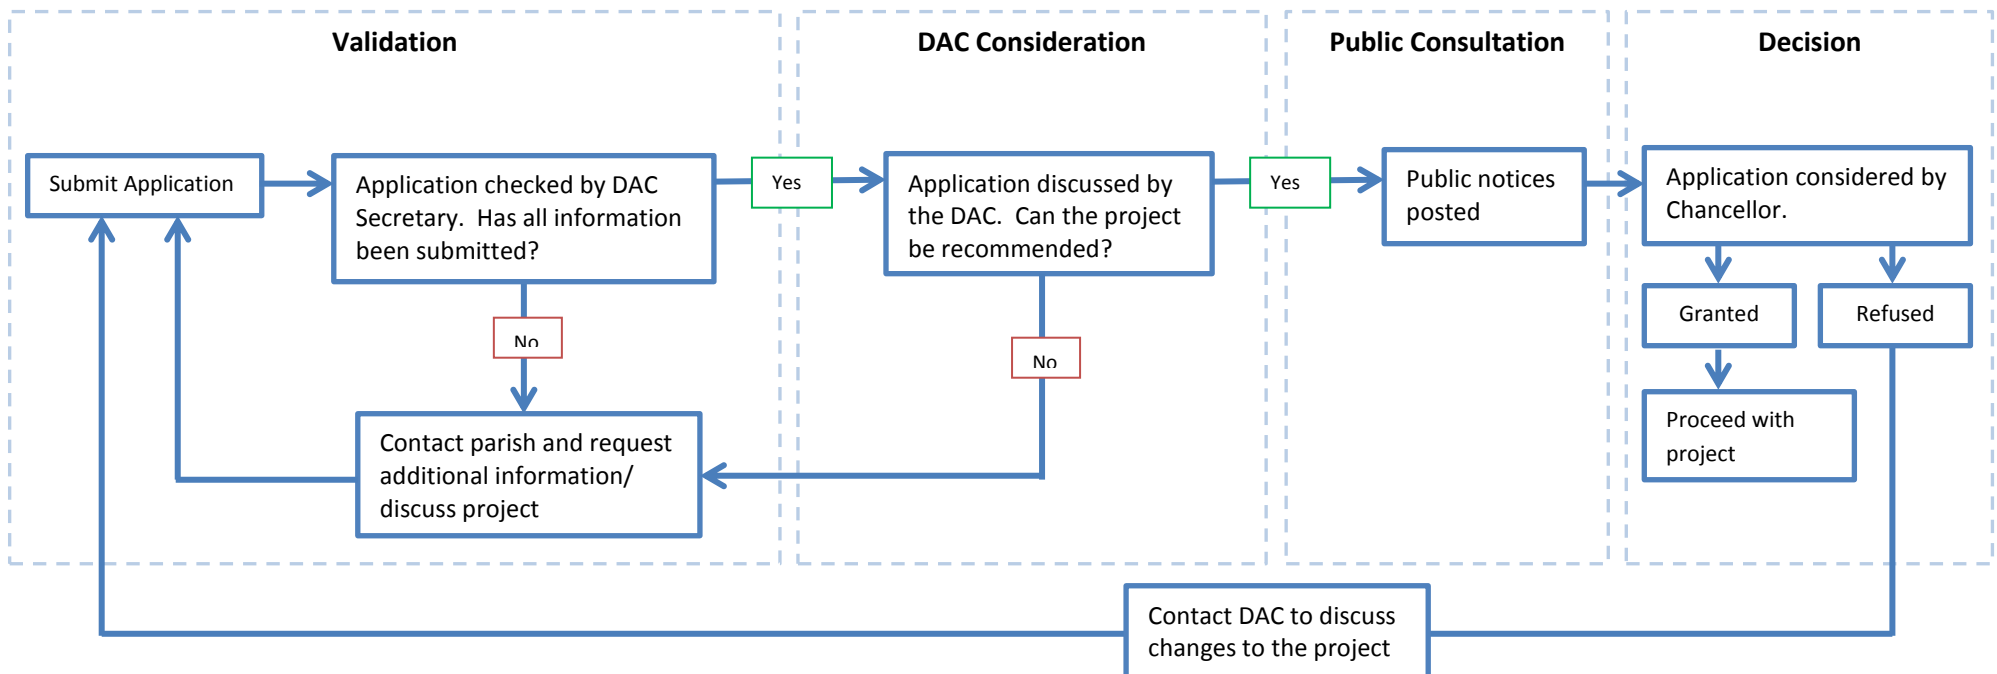 Validation
DAC Consideration
Public Consultation
Decision
Submit Application
Application checked by DAC
Secretary.  Has all information
been submitted?
Yes
Application discussed by
the DAC.  Can the project
be recommended?
Yes
Public notices
posted
Application considered by
Chancellor.
Granted
Refused
No
No
Proceed with
project
Contact parish and request
additional information/
discuss project
Contact DAC to discuss
changes to the project